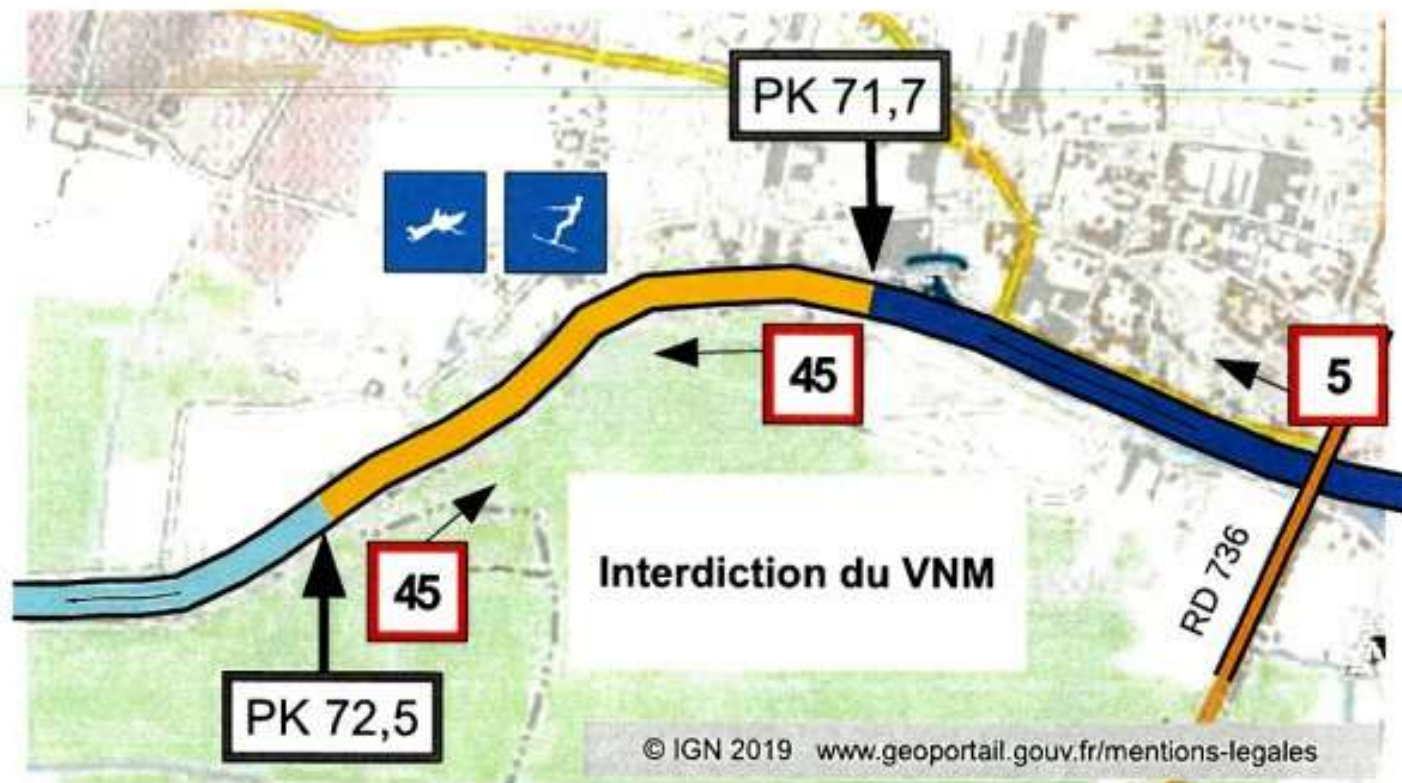 PK 71,7
45
5
45
Interdiction du VNM
RD 736
PK 72,5
© IGN 2019 www.geoportail.gouv.fr/mentions-legales